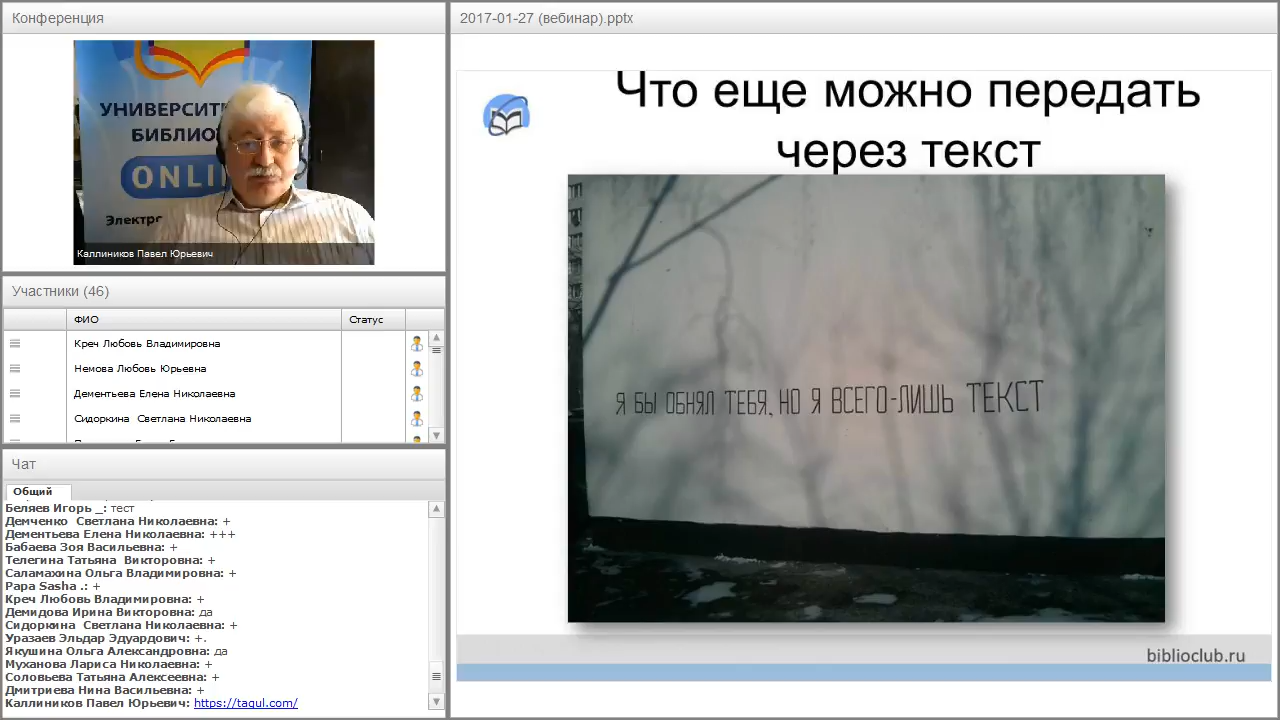 Конференция
УНИВЕРСИТ
БИБЛИО
ONLI
Электро
Каллиников Павел Юрьевич
Участники (46)
ФИО
Статус
Креч Любовь Владимировна
Немова Любовь Юрьевна
Дементьева Елена Николаевна
Сидоркина Светлана Николаевна
Чат
Общий
Беляев Игорь _: тест
Демченко Светлана Николаевна: +
Дементьева Елена Николаевна: +++
Бабаева Зоя Васильевна: +
Телегина Татьяна Викторовна: +
Саламахина Ольга Владимировна: +
Papa Sasha .: +
Креч Любовь Владимировна: +
Демидова Ирина Викторовна: да
Сидоркина Светлана Николаевна: +
Уразаев Эльдар Эдуардович: +.
Якушина Ольга Александровна: да
Муханова Лариса Николаевна: +
Соловьева Татьяна Алексеевна: +
Дмитриева Нина Васильевна: +
Каллиников Павел Юрьевич: https://tagul.com/
2017-01-27 (вебинар).pptx
Что еще можно передать
через текст
Я БЫ ОБНЯЛ ТЕБЯ, НО Я ВСЕГО-ЛИШЬ ТЕКСТ
biblioclub.ru